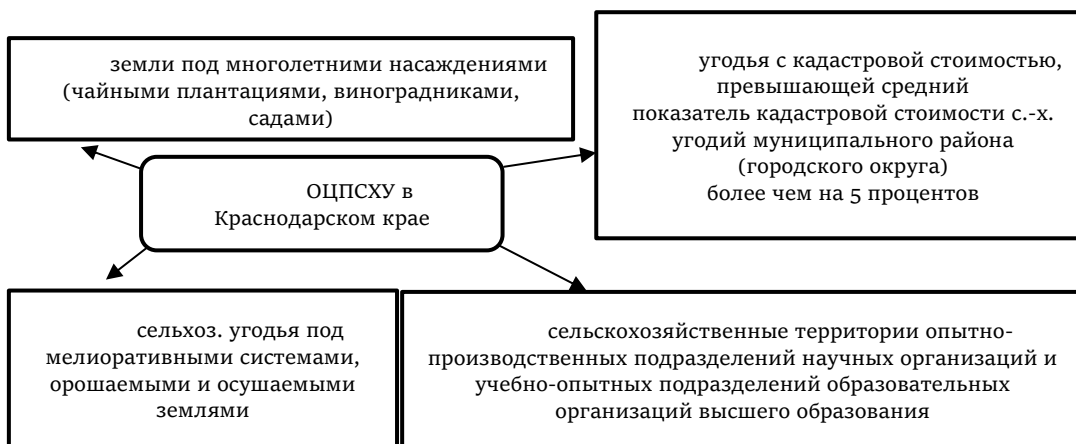 земли под многолетними насаждениями
(чайными плантациями, виноградниками,
садами)
угодья с кадастровой стоимостью,
превышающей средний
показатель кадастровой стоимости с.-х.
угодий муниципального района
(городского округа)
более чем на 5 процентов
ОЦПСХУ в
Краснодарском крае
сельхоз. угодья под
мелиоративными системами,
орошаемыми и осушаемыми
землями
сельскохозяйственные территории опытно-
производственных подразделений научных организаций и
учебно-опытных подразделений образовательных
организаций высшего образования